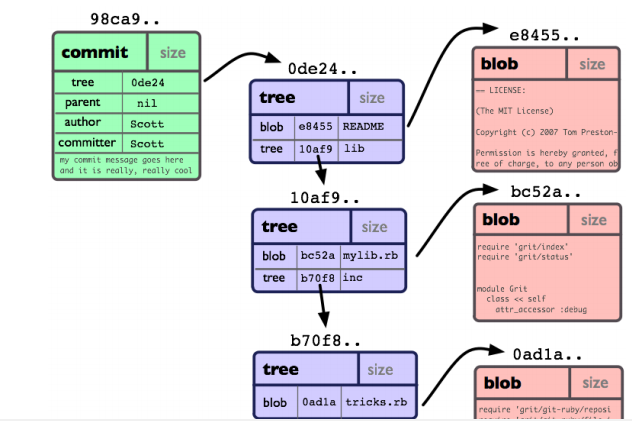 98ca9..
commit size
tree 0de24
parent nil
author Scott
committer Scott
my commit message goes here
and it is really, really cool
0de24..
tree size
blob e8455 README
tree 10af9 lib
10af9..
tree size
blob bc52a mylib.rb
tree b70f8 inc
b70f8..
tree size
blob 0ad1a tricks.rb
e8455..
blob size
== LICENSE:
(The MIT License)
Copyright (c) 2007 Tom Preston-
Permission is hereby granted, f
ree of charge, to any person ob
bc52a..
blob size
require 'grit/index'
require 'grit/status'
module Grit
class << self
attr_accessor :debug
0ad1a..
blob size
require 'grit/git-ruby/reposi